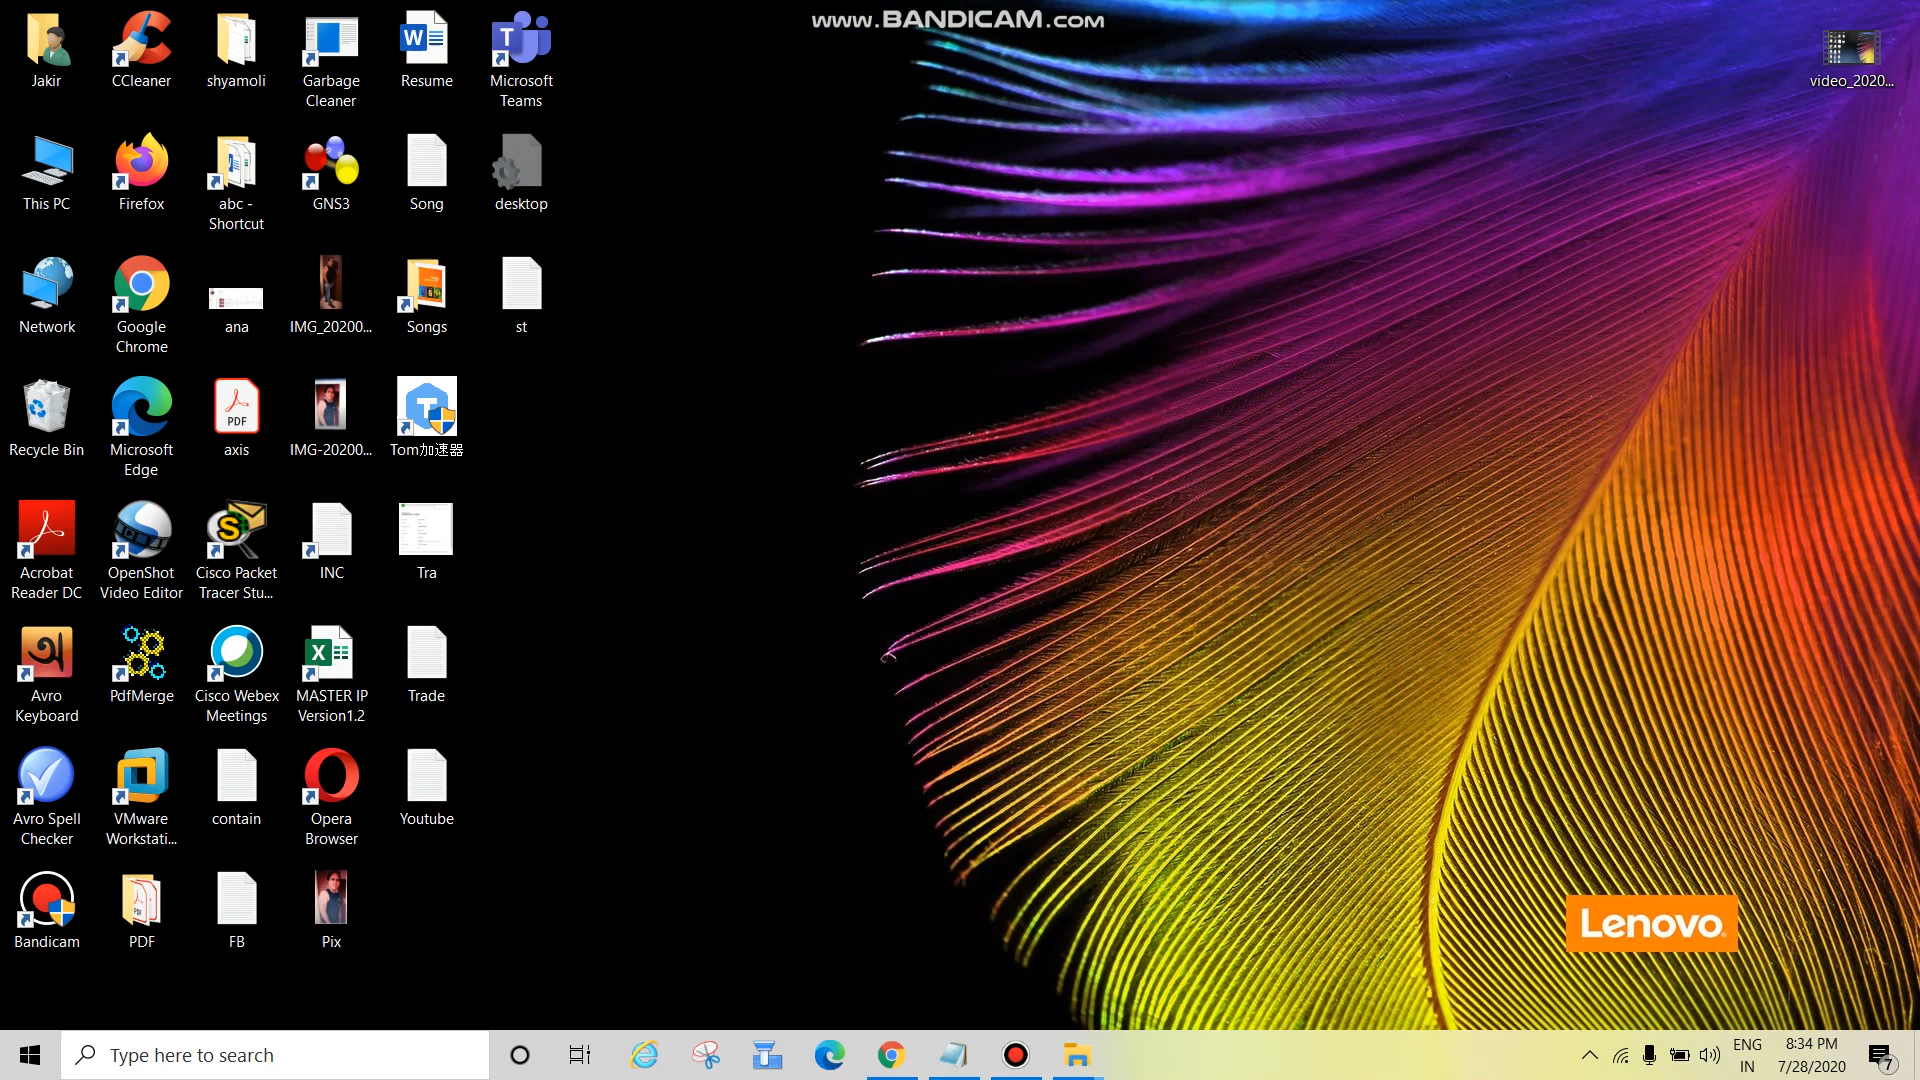 www.BANDICAM.com
Jakir
CCleaner
shyamoli
Garbage
Cleaner
Resume
Microsoft
Teams
video_2020...
This PC
Firefox
abc -
Shortcut
GNS3
Song
desktop
Network
Google
Chrome
ana
IMG_20200...
Songs
st
Recycle Bin
Microsoft
Edge
PDF
axis
IMG-20200...
Tom加速器
Acrobat
Reader DC
OpenShot
Video Editor
Cisco Packet
Tracer Stu...
INC
Tra
Avro
Keyboard
PdfMerge
Cisco Webex
Meetings
MASTER IP
Version1.2
Trade
Avro Spell
Checker
VMware
Workstati...
contain
Opera
Browser
Youtube
Bandicam
PDF
FB
Pix
Lenovo
Type here to search
ENG
IN
8:34 PM
7/28/2020
7